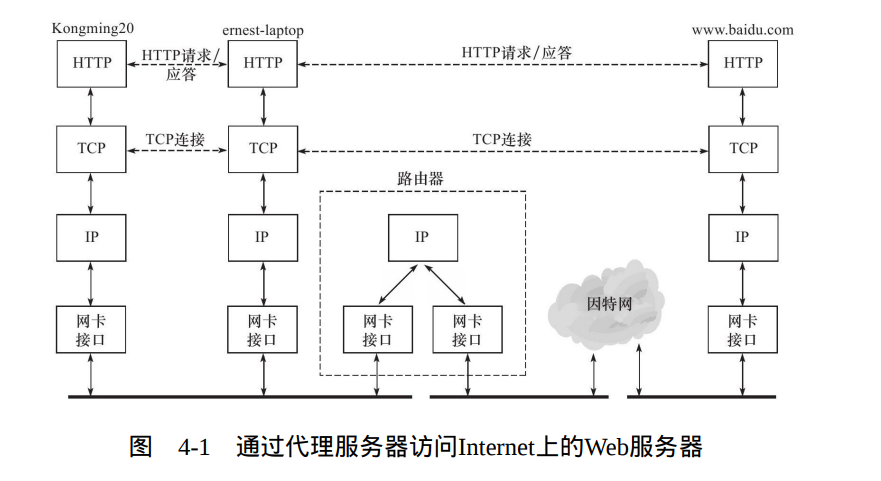 Kongming20
ernest-laptop
www.baidu.com
HTTP
HTTP请求/
应答
HTTP
HTTP请求/应答
HTTP
TCP
TCP连接
TCP
TCP连接
TCP
路由器
IP
IP
IP
IP
因特网
网卡
接口
网卡
接口
网卡
接口
网卡
接口
网卡
接口
图 4-1 通过代理服务器访问Internet上的Web服务器